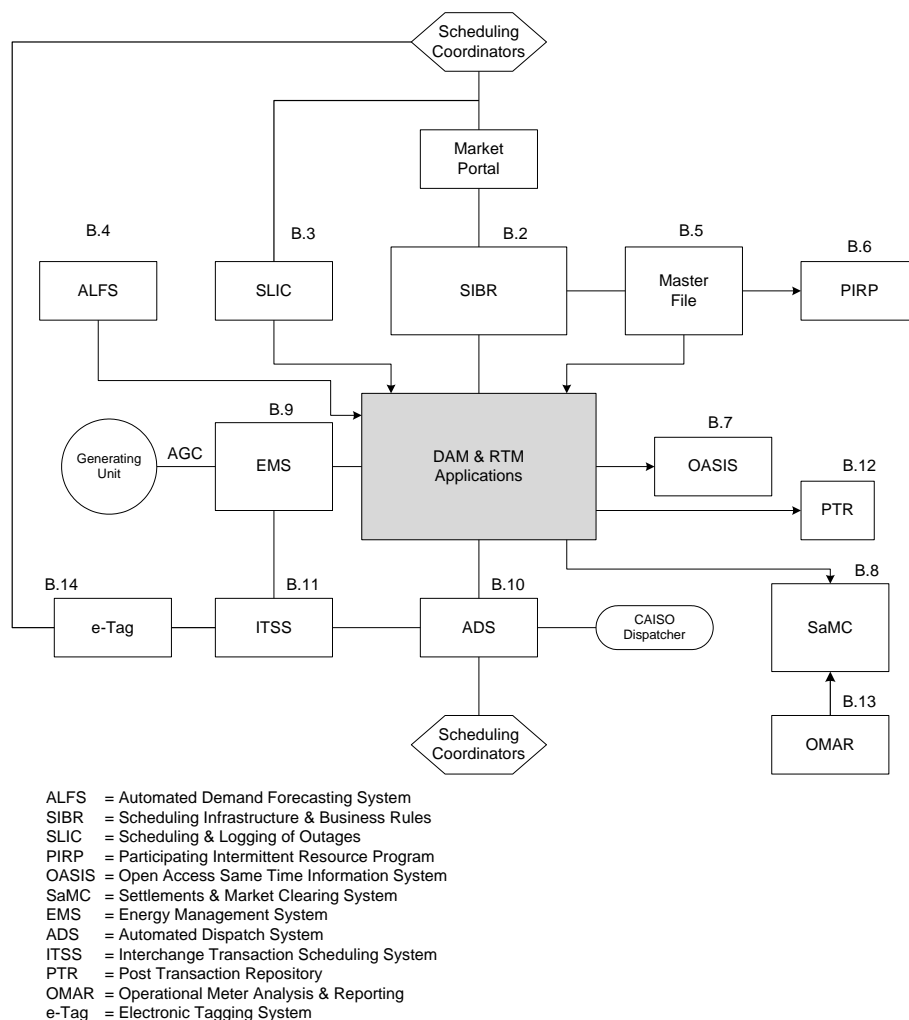 Scheduling
Coordinators
Market
Portal
B.4
B.3
B.2
B.5
B.6
ALFS
SLIC
SIBR
Master
File
PIRP
B.9
B.7
Generating
Unit
AGC
EMS
DAM & RTM
Applications
OASIS
B.12
PTR
B.14
B.11
B.10
B.8
e-Tag
ITSS
ADS
CAISO
Dispatcher
SaMC
B.13
Scheduling
Coordinators
OMAR
ALFS = Automated Demand Forecasting System
SIBR = Scheduling Infrastructure & Business Rules
SLIC = Scheduling & Logging of Outages
PIRP = Participating Intermittent Resource Program
OASIS = Open Access Same Time Information System
SaMC = Settlements & Market Clearing System
EMS = Energy Management System
ADS = Automated Dispatch System
ITSS = Interchange Transaction Scheduling System
PTR = Post Transaction Repository
OMAR = Operational Meter Analysis & Reporting
e-Tag = Electronic Tagging System